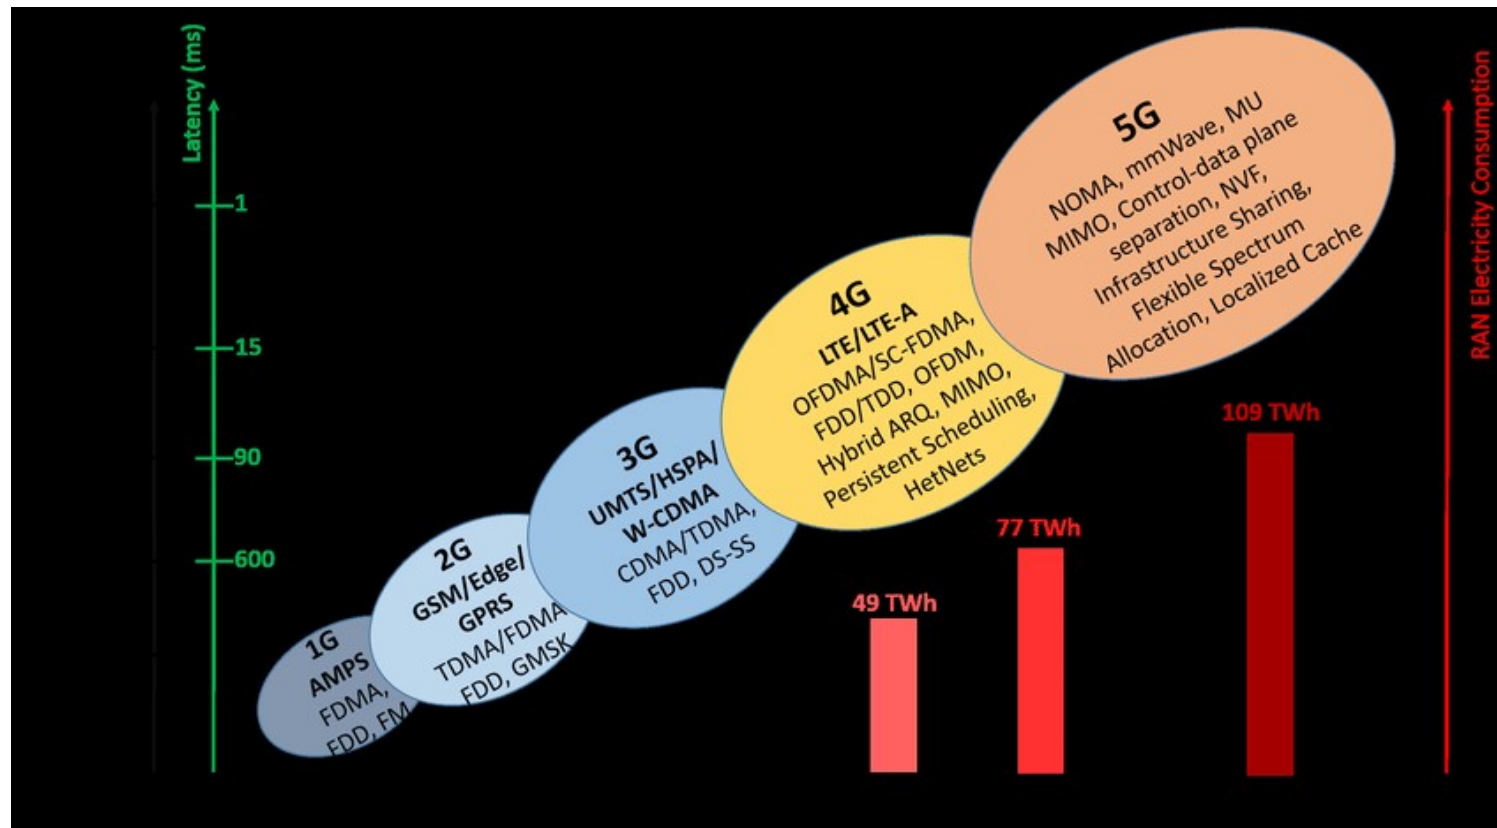 Latency (ms)
1
15
90
600
1G
AMPS
FDMA,
FDD, FM
2G
GSM/Edge/
GPRS
TDMA/FDMA
FDD, GMSK
3G
UMTS/HSPA/
W-CDMA
CDMA/TDMA,
FDD, DS-SS
4G
LTE/LTE-A
OFDMA/SC-FDMA,
FDD/TDD, OFDM,
Hybrid ARQ, MIMO,
Persistent Scheduling,
HetNets
5G
NOMA, mmWave, MU
MIMO, Control-data plane
separation, NVF,
Infrastructure Sharing,
Flexible Spectrum
Allocation, Localized Cache
49 TWh
77 TWh
109 TWh
RAN Electricity Consumption